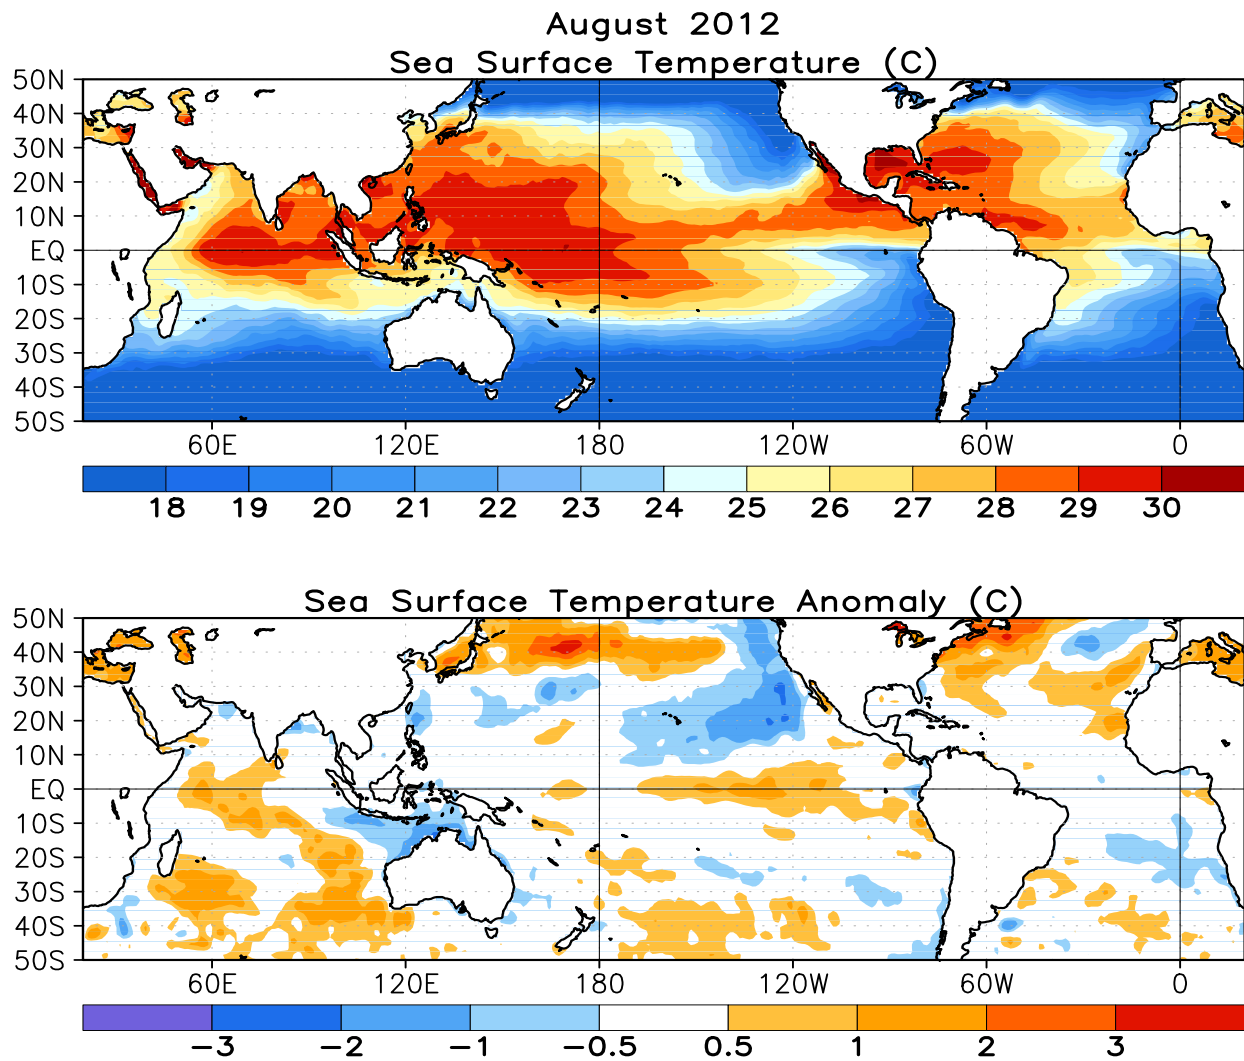 August 2012
Sea Surface Temperature (C)
50N
40N
30N
20N
10N
EQ
10S
20S
30S
40S
50S
60E 120E 180 120W 60W 0
18 19 20 21 22 23 24 25 26 27 28 29 30
Sea Surface Temperature Anomaly (C)
50N
40N
30N
20N
10N
EQ
10S
20S
30S
40S
50S
60E 120E 180 120W 60W 0
−3 −2 −1 −0.5 0.5 1 2 3